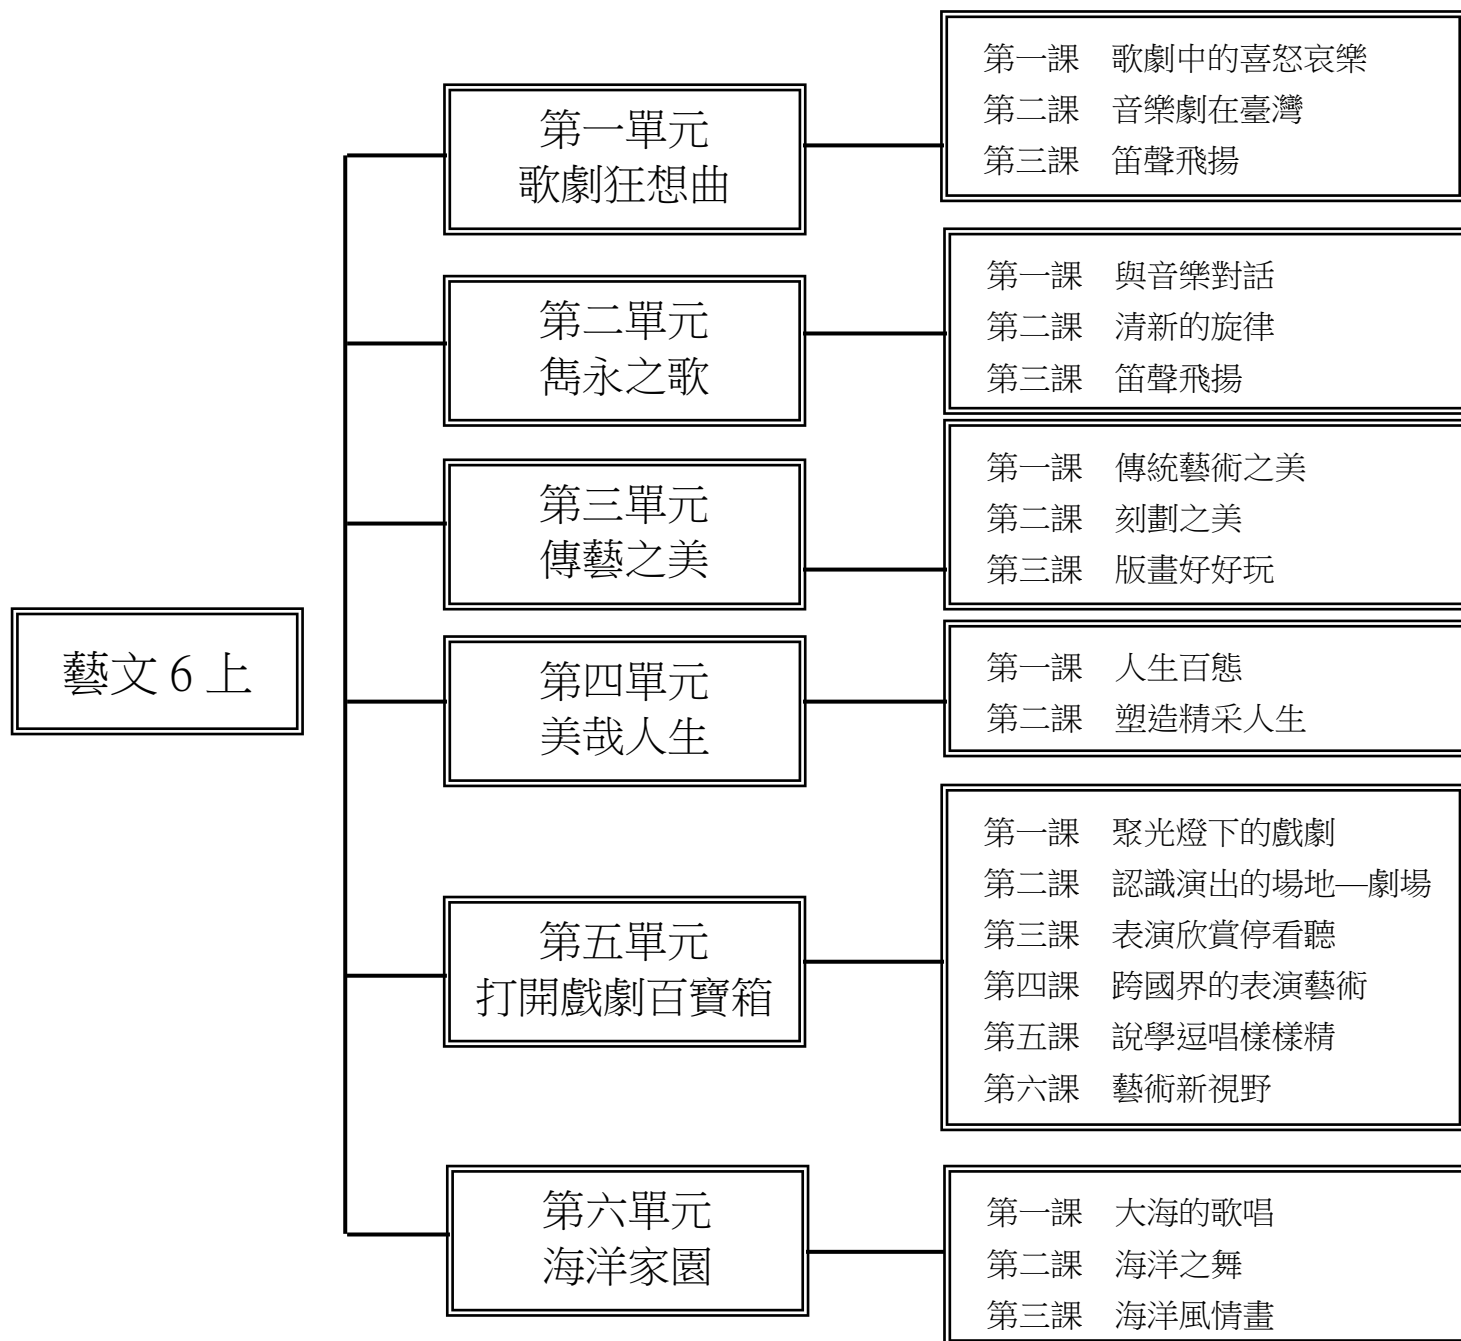 藝文 6 上
第一單元
歌劇狂想曲
第一課　歌劇中的喜怒哀樂
第二課　音樂劇在臺灣
第三課　笛聲飛揚
第二單元
雋永之歌
第一課　與音樂對話
第二課　清新的旋律
第三課　笛聲飛揚
第三單元
傳藝之美
第一課　傳統藝術之美
第二課　刻劃之美
第三課　版畫好好玩
第四單元
美哉人生
第一課　人生百態
第二課　塑造精采人生
第五單元
打開戲劇百寶箱
第一課　聚光燈下的戲劇
第二課　認識演出的場地—劇場
第三課　表演欣賞停看聽
第四課　跨國界的表演藝術
第五課　說學逗唱樣樣精
第六課　藝術新視野
第六單元
海洋家園
第一課　大海的歌唱
第二課　海洋之舞
第三課　海洋風情畫